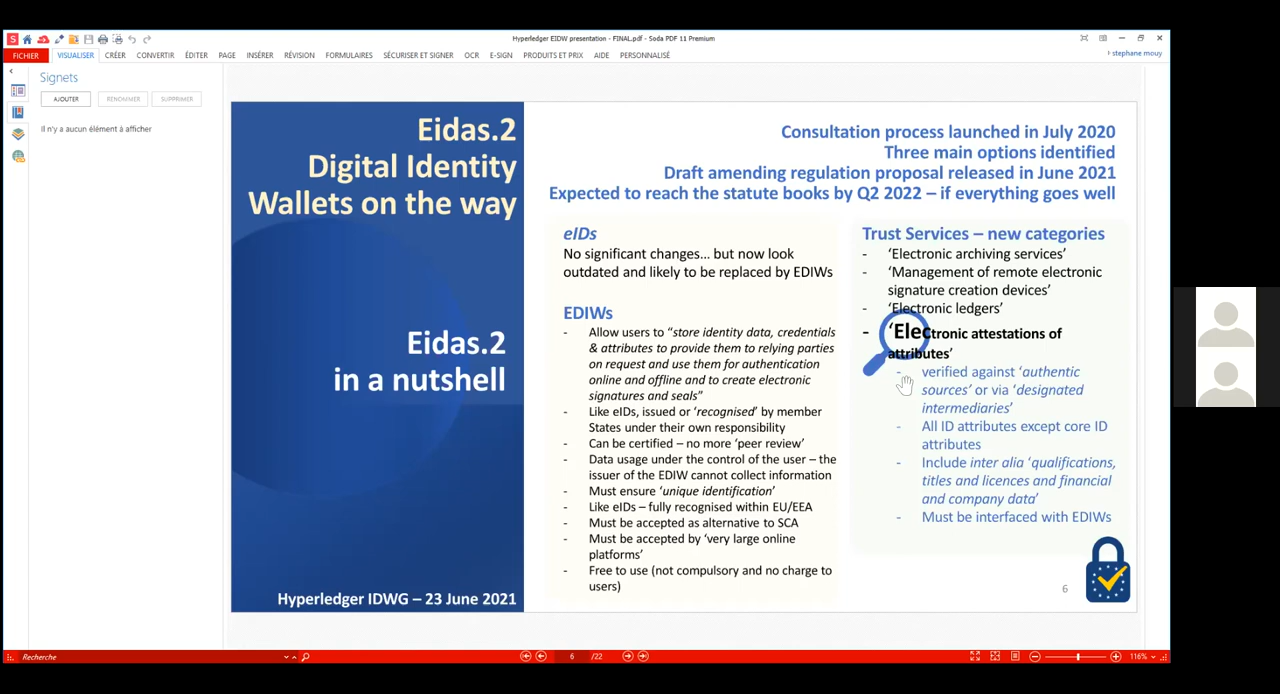 Hyperledger EIDW presentation - FINAL.pdf - Soda PDF 11 Premium
FICHIER VISUALISER CRÉER CONVERTIR ÉDITER PAGE INSÉRER RÉVISION FORMULAIRES SÉCURISER ET SIGNER OCR E-SIGN PRODUITS ET PRIX AIDE PERSONNALISÉ
stephane mouy
Signets
AJOUTER RENOMMER SUPPRIMER
Il n'y a aucun élément à afficher
Eidas.2
Digital Identity
Wallets on the way
Eidas.2
in a nutshell
Hyperledger IDWG – 23 June 2021
Consultation process launched in July 2020
Three main options identified
Draft amending regulation proposal released in June 2021
Expected to reach the statute books by Q2 2022 – if everything goes well
eIDs
No significant changes... but now look
outdated and likely to be replaced by EDIWs
EDIWs
- Allow users to “store identity data, credentials
& attributes to provide them to relying parties
on request and use them for authentication
online and offline and to create electronic
signatures and seals”
- Like eIDs, issued or ‘recognised’ by member
States under their own responsibility
- Can be certified – no more ‘peer review’
- Data usage under the control of the user – the
issuer of the EDIW cannot collect information
- Must ensure ‘unique identification’
- Like eIDs – fully recognised within EU/EEA
- Must be accepted as alternative to SCA
- Must be accepted by ‘very large online
platforms’
- Free to use (not compulsory and no charge to
users)
Trust Services – new categories
- ‘Electronic archiving services’
- ‘Management of remote electronic
signature creation devices’
- ‘Electronic ledgers’
- ‘Electronic attestations of
attributes’
- verified against ‘authentic
sources’ or via ‘designated
intermediaries’
- All ID attributes except core ID
attributes
- Include inter alia ‘qualifications,
titles and licences and financial
and company data’
- Must be interfaced with EDIWs
6
Recherche
6 /22
116%